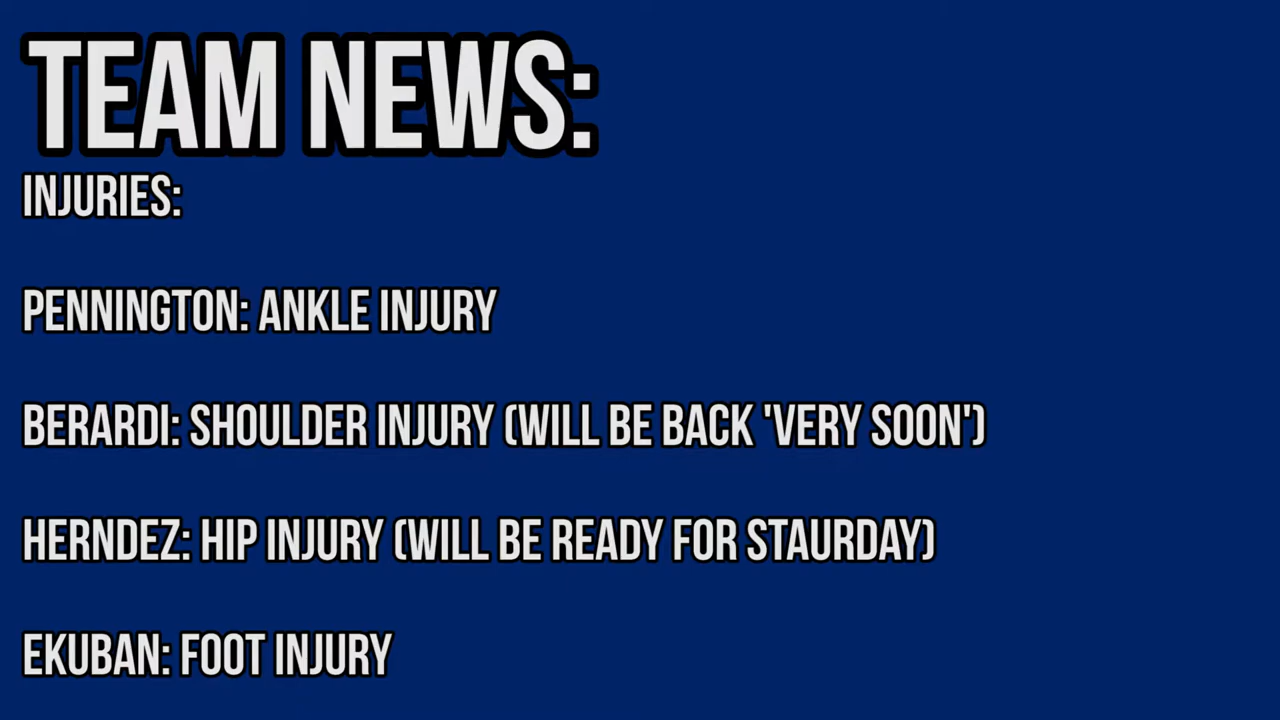 TEAM NEWS:
INJURIES:
PENNINGTON: ANKLE INJURY
BERARDI: SHOULDER INJURY (WILL BE BACK 'VERY SOON')
HERNDEZ: HIP INJURY (WILL BE READY FOR STAURDAY)
EKUBAN: FOOT INJURY